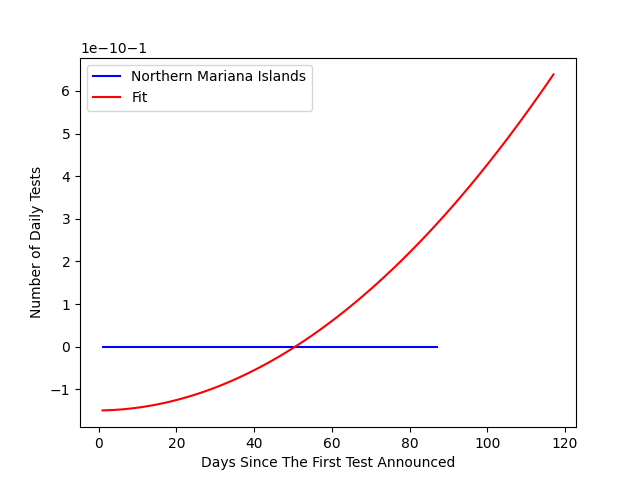 1e−10−1
Northern Mariana Islands
Fit
6
5
4
3
2
1
0
−1
Number of Daily Tests
0 20 40 60 80 100 120
Days Since The First Test Announced